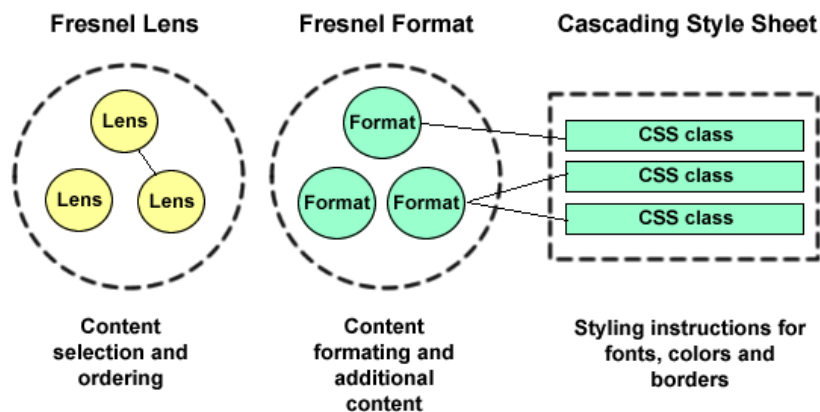 Fresnel Lens
Fresnel Format
Cascading Style Sheet
Lens
Lens
Lens
Format
Format
Format
CSS class
CSS class
CSS class
Content
selection and
ordering
Content
formating and
additional
content
Styling instructions for
fonts, colors and
borders